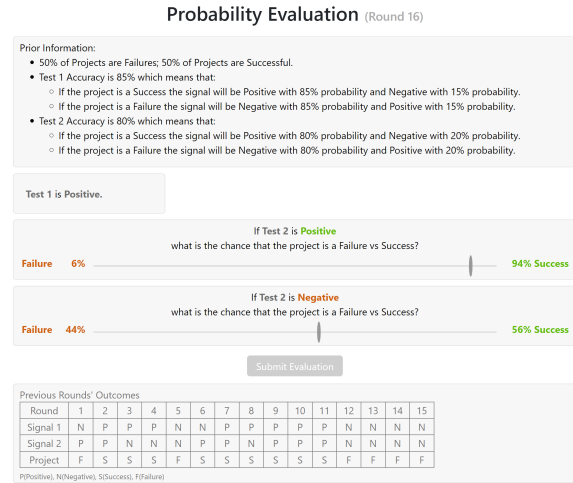 Probability Evaluation (Round 16)
Prior Information:
• 50% of Projects are Failures; 50% of Projects are Successful.
• Test 1 Accuracy is 85% which means that:
◦ If the project is a Success the signal will be Positive with 85% probability and Negative with 15% probability.
◦ If the project is a Failure the signal will be Negative with 85% probability and Positive with 15% probability.
• Test 2 Accuracy is 80% which means that:
◦ If the project is a Success the signal will be Positive with 80% probability and Negative with 20% probability.
◦ If the project is a Failure the signal will be Negative with 80% probability and Positive with 20% probability.
Test 1 is Positive.
If Test 2 is Positive
what is the chance that the project is a Failure vs Success?
Failure 6% 94% Success
If Test 2 is Negative
what is the chance that the project is a Failure vs Success?
Failure 44% 56% Success
Submit Evaluation
Previous Rounds' Outcomes
Round 1 2 3 4 5 6 7 8 9 10 11 12 13 14 15
Signal 1 N P P P N N P P P P P N N N N
Signal 2 P P N N N P P N P P P N N N N
Project F S S S F S S S S S S F F F F
P(Positive), N(Negative), S(Success), F(Failure)